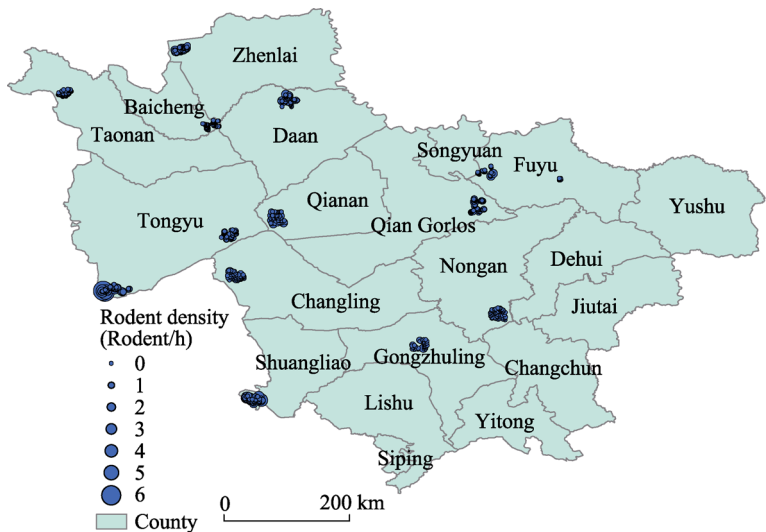 Zhenlai
Baicheng
Taonan
Daan
Songyuan
Fuyu
Qianan
Yushu
Tongyu
Qian Gorlos
Nongan
Dehui
Changling
Jiutai
Rodent density
(Rodent/h)
0
1
2
3
4
5
6
County
Shuangliao
Gongzhuling
Changchun
Lishu
Yitong
Siping
0
200 km